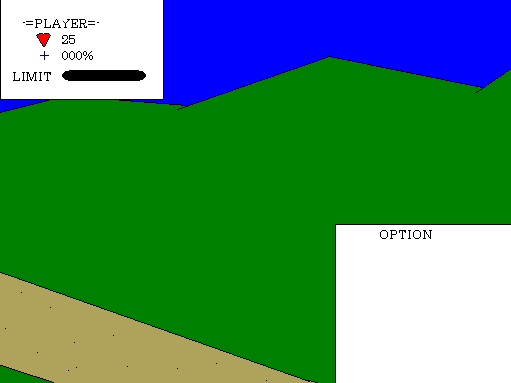 -=PLAYER=-
25
+ 000%
LIMIT
OPTION